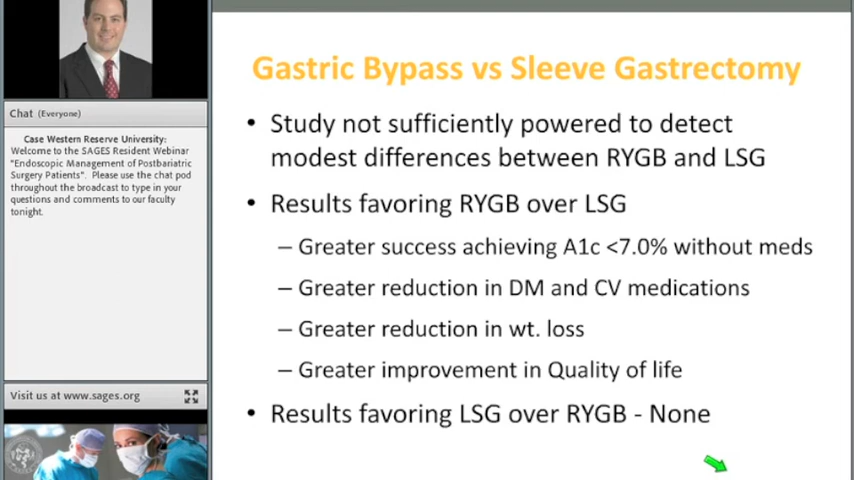 Chat (Everyone)
Case Western Reserve University:
Welcome to the SAGES Resident Webinar
"Endoscopic Management of Postbariatric
Surgery Patients". Please use the chat pod
throughout the broadcast to type in your
questions and comments to our faculty
tonight.
Visit us at www.sages.org
Gastric Bypass vs Sleeve Gastrectomy
• Study not sufficiently powered to detect
modest differences between RYGB and LSG
• Results favoring RYGB over LSG
– Greater success achieving A1c <7.0% without meds
– Greater reduction in DM and CV medications
– Greater reduction in wt. loss
– Greater improvement in Quality of life
• Results favoring LSG over RYGB - None